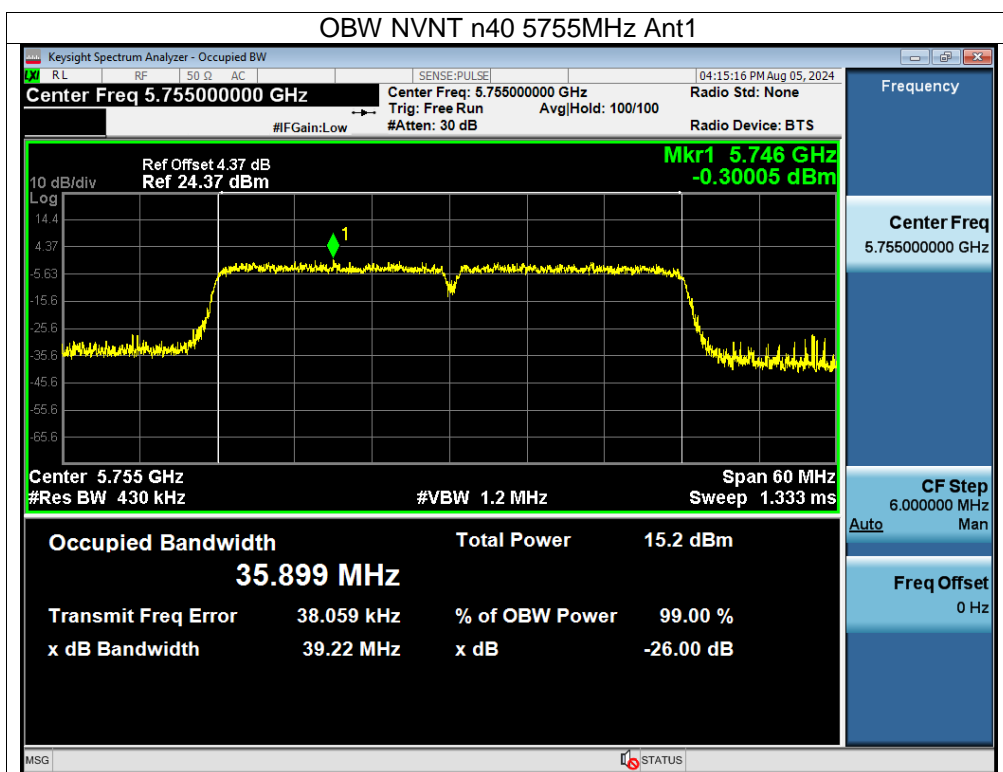 OBW NVNT n40 5755MHz Ant1
Keysight Spectrum Analyzer - Occupied BW
LXI RL RF 50 Ω AC SENSE:PULSE 04:15:16 PM Aug 05, 2024
Center Freq 5.755000000 GHz
Center Freq: 5.755000000 GHz
Radio Std: None
Trig: Free Run Avg|Hold: 100/100
#IFGain:Low #Atten: 30 dB Radio Device: BTS
Mkr1 5.746 GHz
-0.30005 dBm
Ref Offset 4.37 dB
10 dB/div Ref 24.37 dBm
Log
14.4
4.37
-5.63
-15.6
-25.6
-35.6
-45.6
-55.6
-65.6
1
Center 5.755 GHz Span 60 MHz
#Res BW 430 kHz #VBW 1.2 MHz Sweep 1.333 ms
Occupied Bandwidth Total Power 15.2 dBm
35.899 MHz
Transmit Freq Error 38.059 kHz % of OBW Power 99.00 %
x dB Bandwidth 39.22 MHz x dB -26.00 dB
Frequency
Center Freq
5.755000000 GHz
CF Step
6.000000 MHz
Auto Man
Freq Offset
0 Hz
MSG STATUS